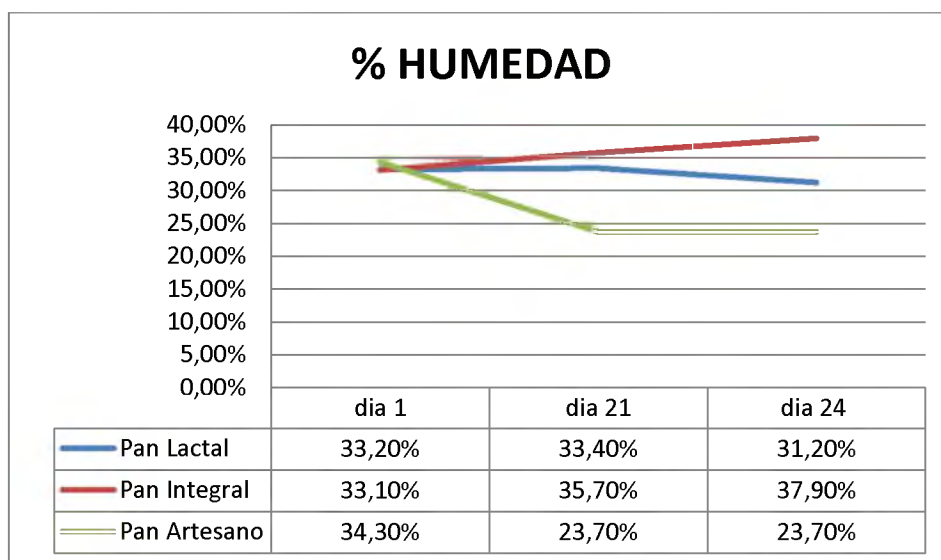 % HUMEDAD
40,00%
35,00%
30,00%
25,00%
20,00%
15,00%
10,00%
5,00%
0,00%
dia 1 dia 21 dia 24
Pan Lactal 33,20% 33,40% 31,20%
Pan Integral 33,10% 35,70% 37,90%
Pan Artesano 34,30% 23,70% 23,70%